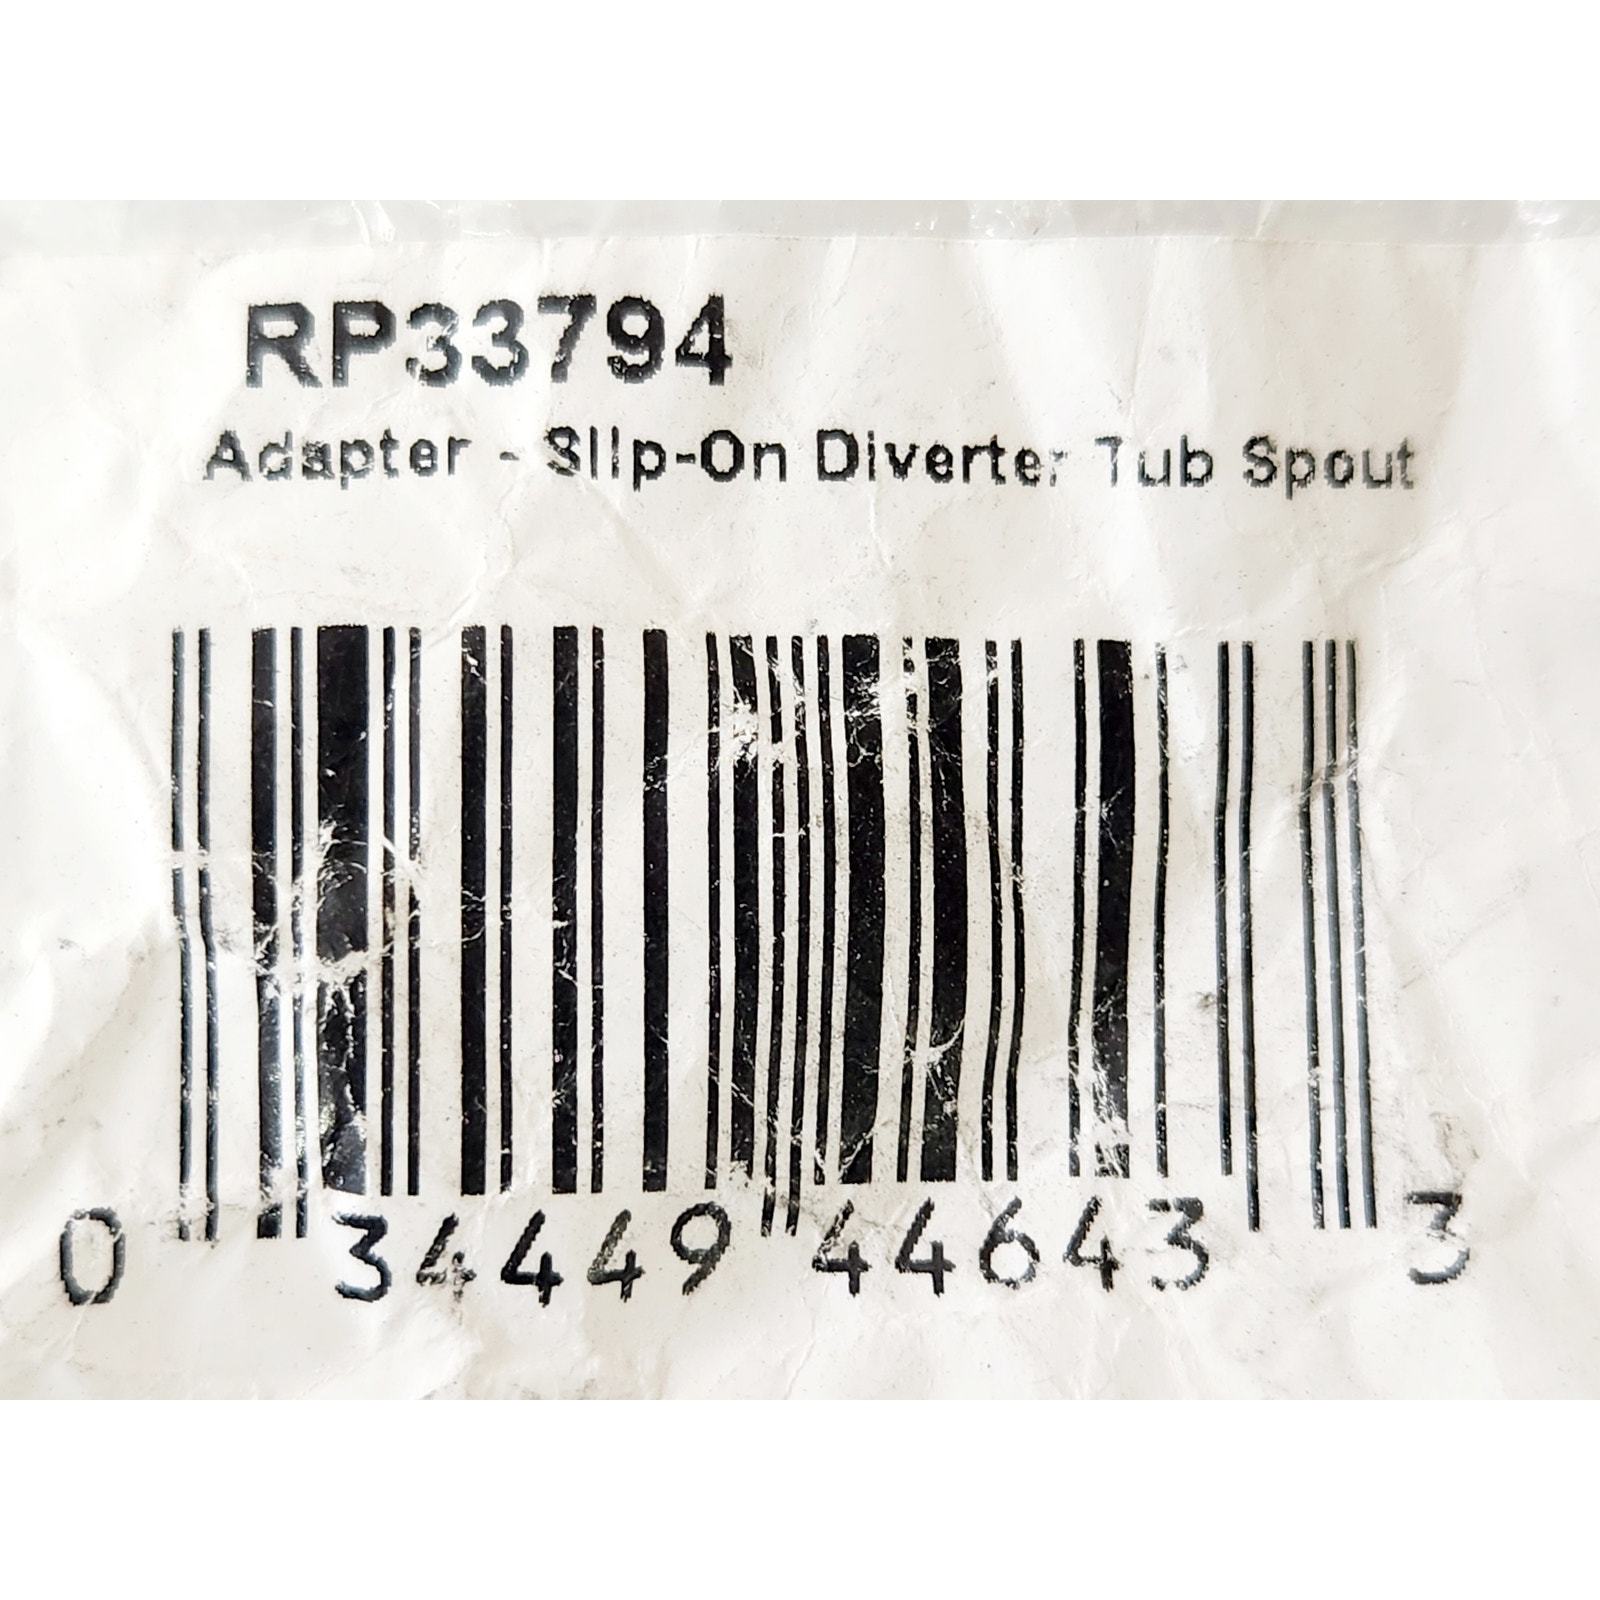 RP33794
Adapter - Slip-On Diverter Tub Spout
0 34449 44643 3